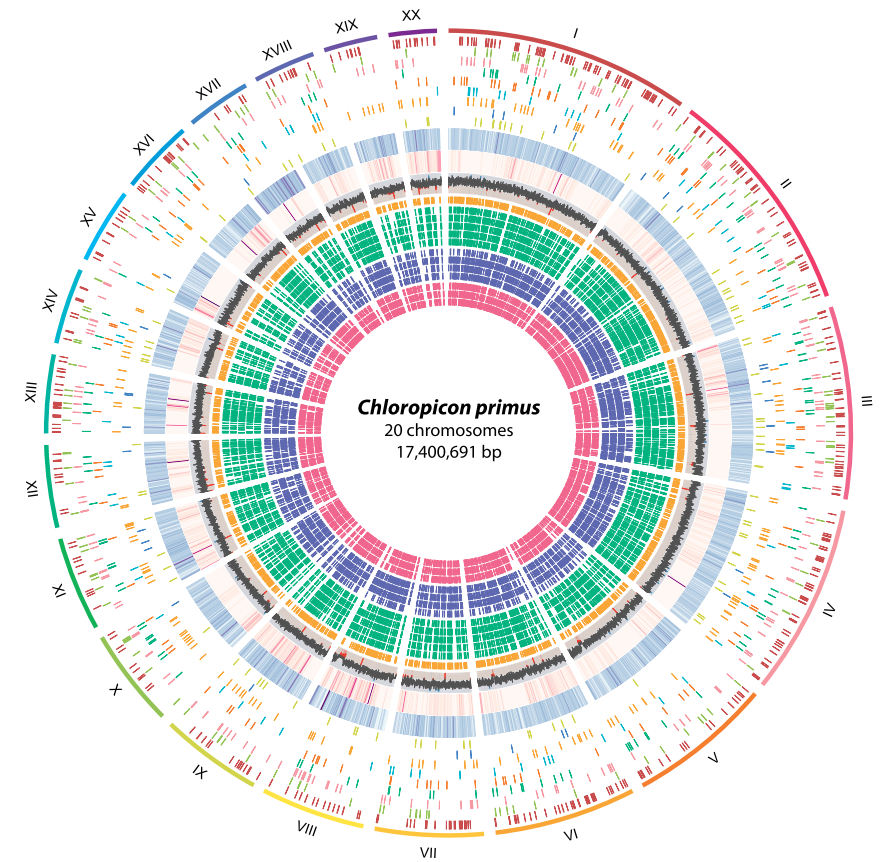 I
II
III
IV
V
VI
VII
VIII
IX
X
XI
XII
XIII
XIV
XV
XVI
XVII
XVIII
XIX
XX
Chloropicon primus
20 chromosomes
17,400,691 bp